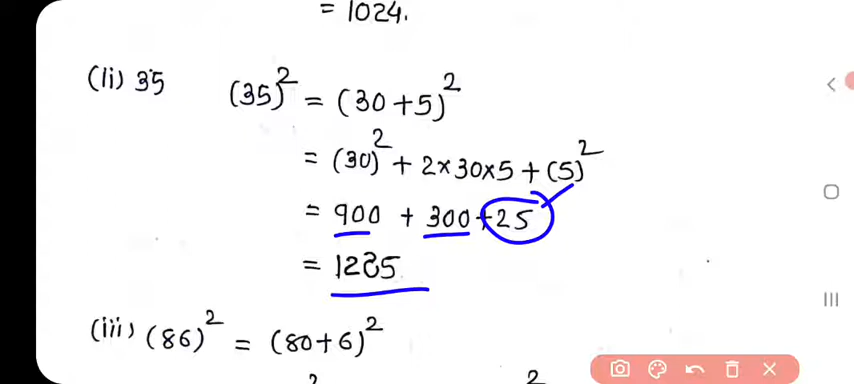 = 1024.
(ii) 35 (35)² = (30+5)²
= (30)² + 2×30×5 + (5)²
= 900 + 300 + 25
= 1225
(iii) (86)² = (80+6)²